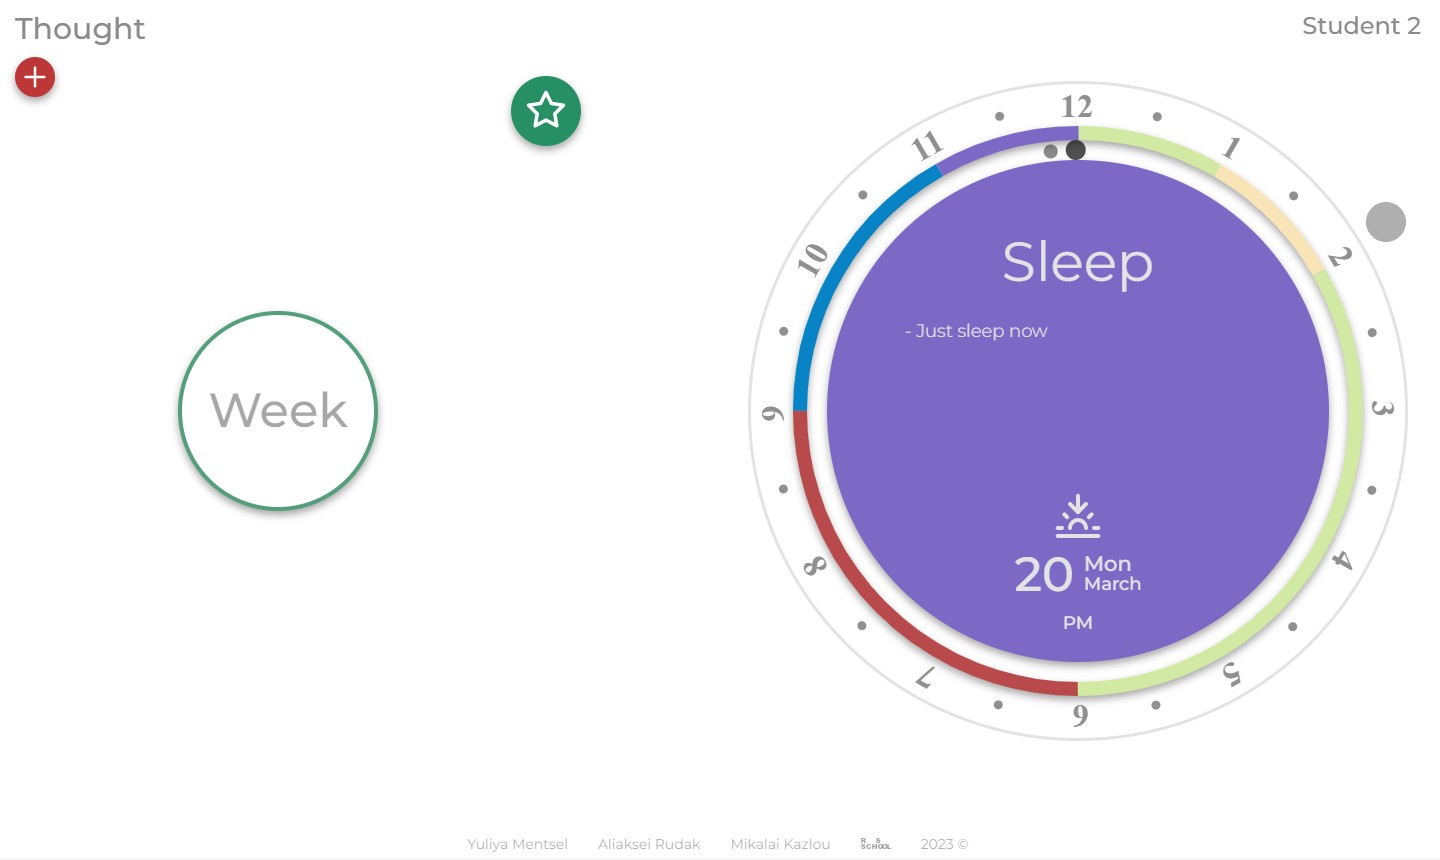 Thought
Student 2
12
1
2
3
4
5
6
7
8
9
10
11
Sleep
- Just sleep now
20 Mon
March
PM
Week
Yuliya Mentsel Aliaksei Rudak Mikalai Kazlou RS SCHOOL 2023 ©